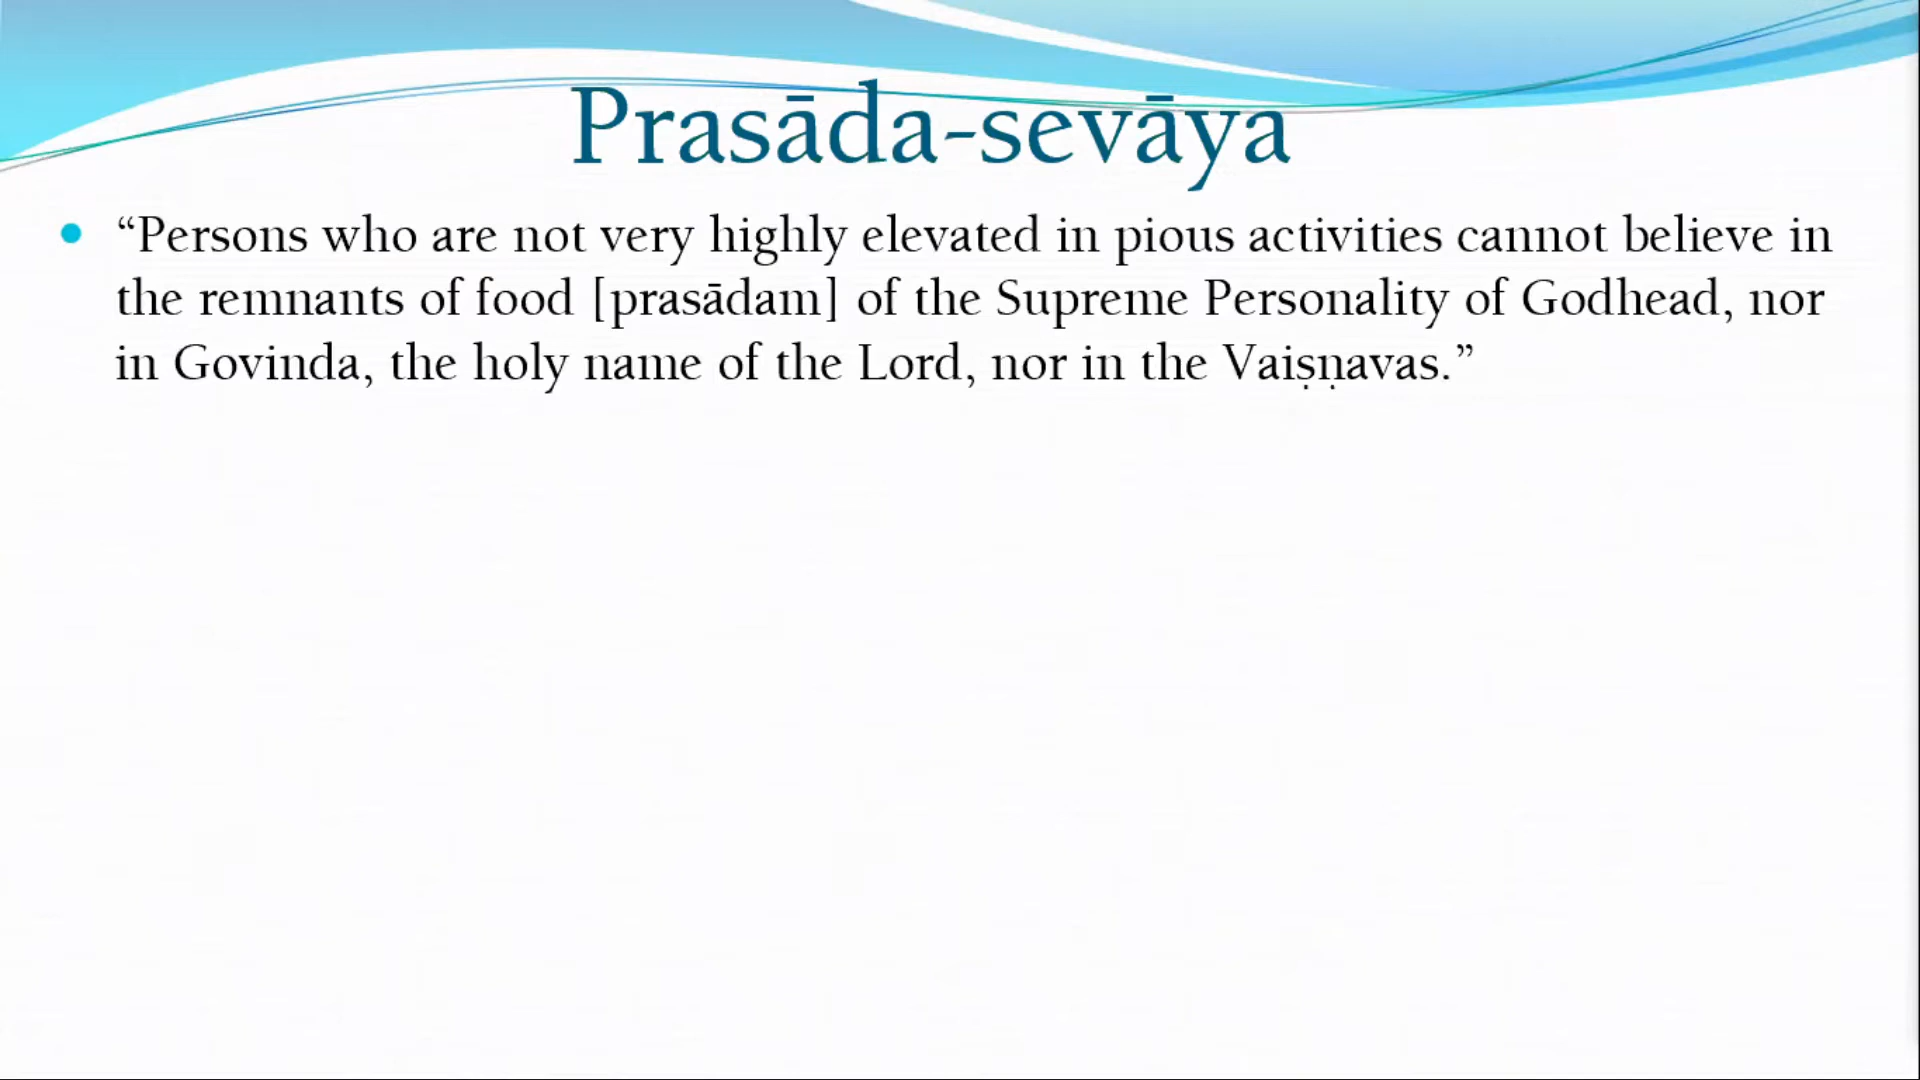 Prasāda-sevāya
• “Persons who are not very highly elevated in pious activities cannot believe in
the remnants of food [prasādam] of the Supreme Personality of Godhead, nor
in Govinda, the holy name of the Lord, nor in the Vaiṣṇavas.”